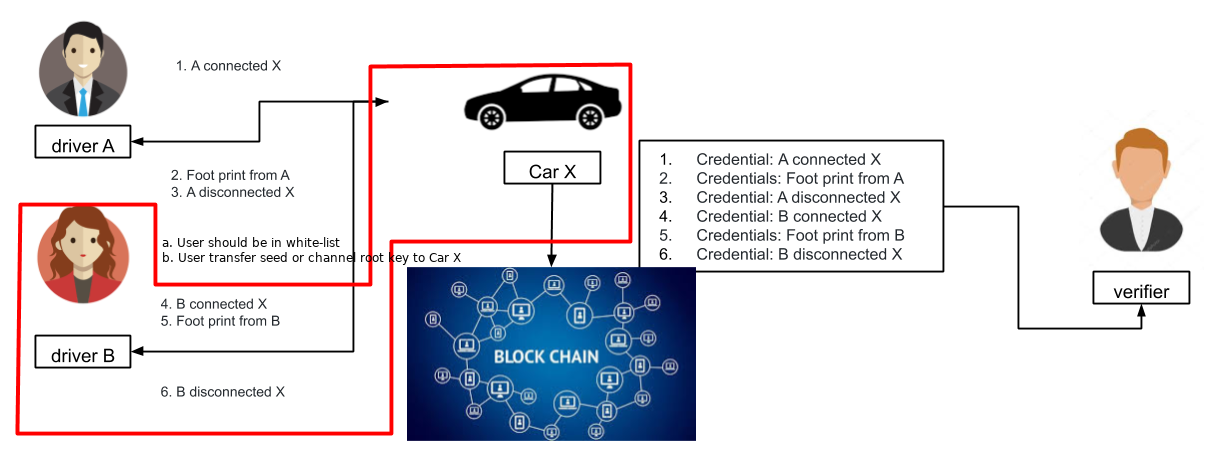 1. A connected X
driver A
2. Foot print from A
3. A disconnected X
a. User should be in white-list
b. User transfer seed or channel root key to Car X
4. B connected X
5. Foot print from B
driver B
6. B disconnected X
Car X
BLOCK CHAIN
1. Credential: A connected X
2. Credentials: Foot print from A
3. Credential: A disconnected X
4. Credential: B connected X
5. Credentials: Foot print from B
6. Credential: B disconnected X
verifier